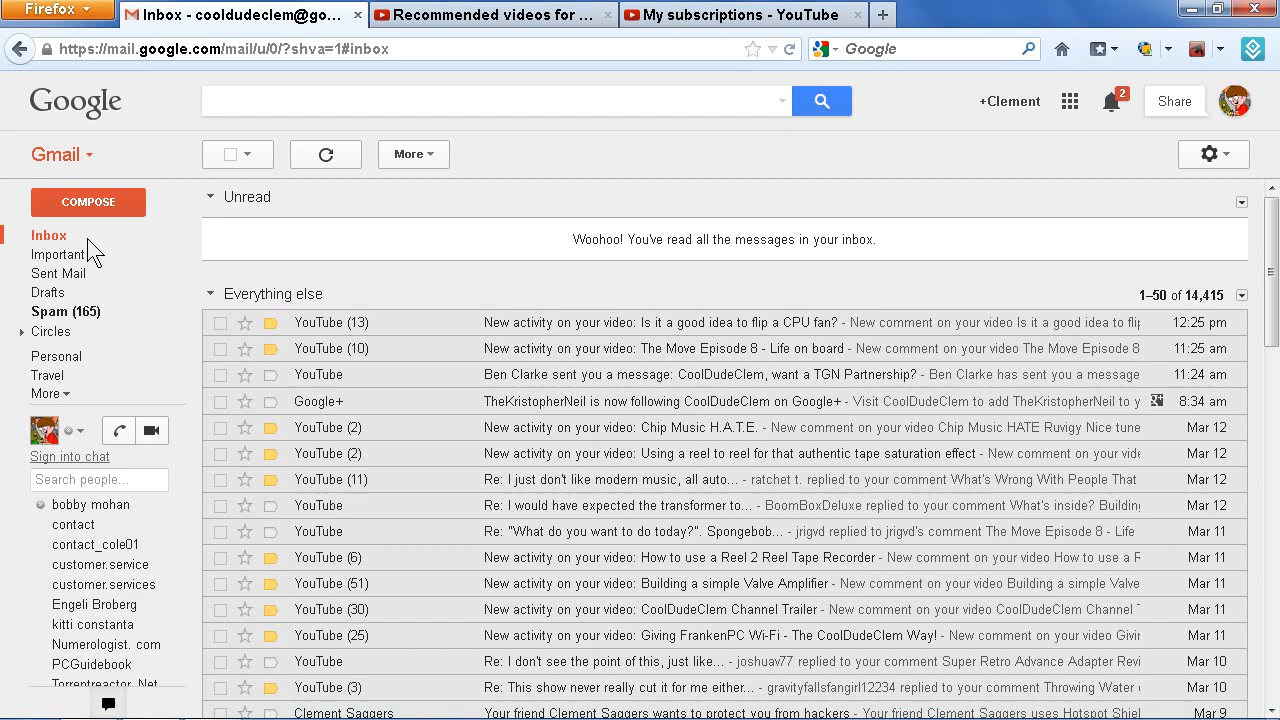 Firefox
Inbox - cooldudeclem@go...
Recommended videos for ...
My subscriptions - YouTube
https://mail.google.com/mail/u/0/?shva=1#inbox
Google
Google
+Clement
2
Share
Gmail
More
COMPOSE
Inbox
Important
Sent Mail
Drafts
Spam (165)
Circles
Personal
Travel
More
Sign into chat
Search people...
bobby mohan
contact
contact_cole01
customer.service
customer.services
Engeli Broberg
kitti constanta
Numerologist. com
PCGuidebook
Torrentreactor. Net
Unread
Woohoo! You've read all the messages in your inbox.
Everything else
1–50 of 14,415
YouTube (13) New activity on your video: Is it a good idea to flip a CPU fan? - New comment on your video Is it a good idea to flip 12:25 pm
YouTube (10) New activity on your video: The Move Episode 8 - Life on board - New comment on your video The Move Episode 8 11:25 am
YouTube Ben Clarke sent you a message: CoolDudeClem, want a TGN Partnership? - Ben Clarke has sent you a message 11:24 am
Google+ TheKristopherNeil is now following CoolDudeClem on Google+ - Visit CoolDudeClem to add TheKristopherNeil to y 8:34 am
YouTube (2) New activity on your video: Chip Music H.A.T.E. - New comment on your video Chip Music HATE Ruvigy Nice tune Mar 12
YouTube (2) New activity on your video: Using a reel to reel for that authentic tape saturation effect - New comment on your vide Mar 12
YouTube (11) Re: I just don't like modern music, all auto... - ratchet t. replied to your comment What's Wrong With People That Mar 12
YouTube Re: I would have expected the transformer to... - BoomBoxDeluxe replied to your comment What's inside? Building Mar 12
YouTube Re: "What do you want to do today?". Spongebob... - jrigvd replied to jrigvd's comment The Move Episode 8 - Life Mar 11
YouTube (6) New activity on your video: How to use a Reel 2 Reel Tape Recorder - New comment on your video How to use a R Mar 11
YouTube (51) New activity on your video: Building a simple Valve Amplifier - New comment on your video Building a simple Valve Mar 11
YouTube (30) New activity on your video: CoolDudeClem Channel Trailer - New comment on your video CoolDudeClem Channel Mar 11
YouTube (25) New activity on your video: Giving FrankenPC Wi-Fi - The CoolDudeClem Way! - New comment on your video Givin Mar 11
YouTube Re: I don't see the point of this, just like... - joshuav77 replied to your comment Super Retro Advance Adapter Revi Mar 10
YouTube (3) Re: This show never really cut it for me either... - gravityfallsfangirl12234 replied to your comment Throwing Water Mar 10
Clement Saggers Your friend Clement Saggers wants to protect you from hackers - Your friend Clement Saggers uses Hotspot Shiel Mar 9